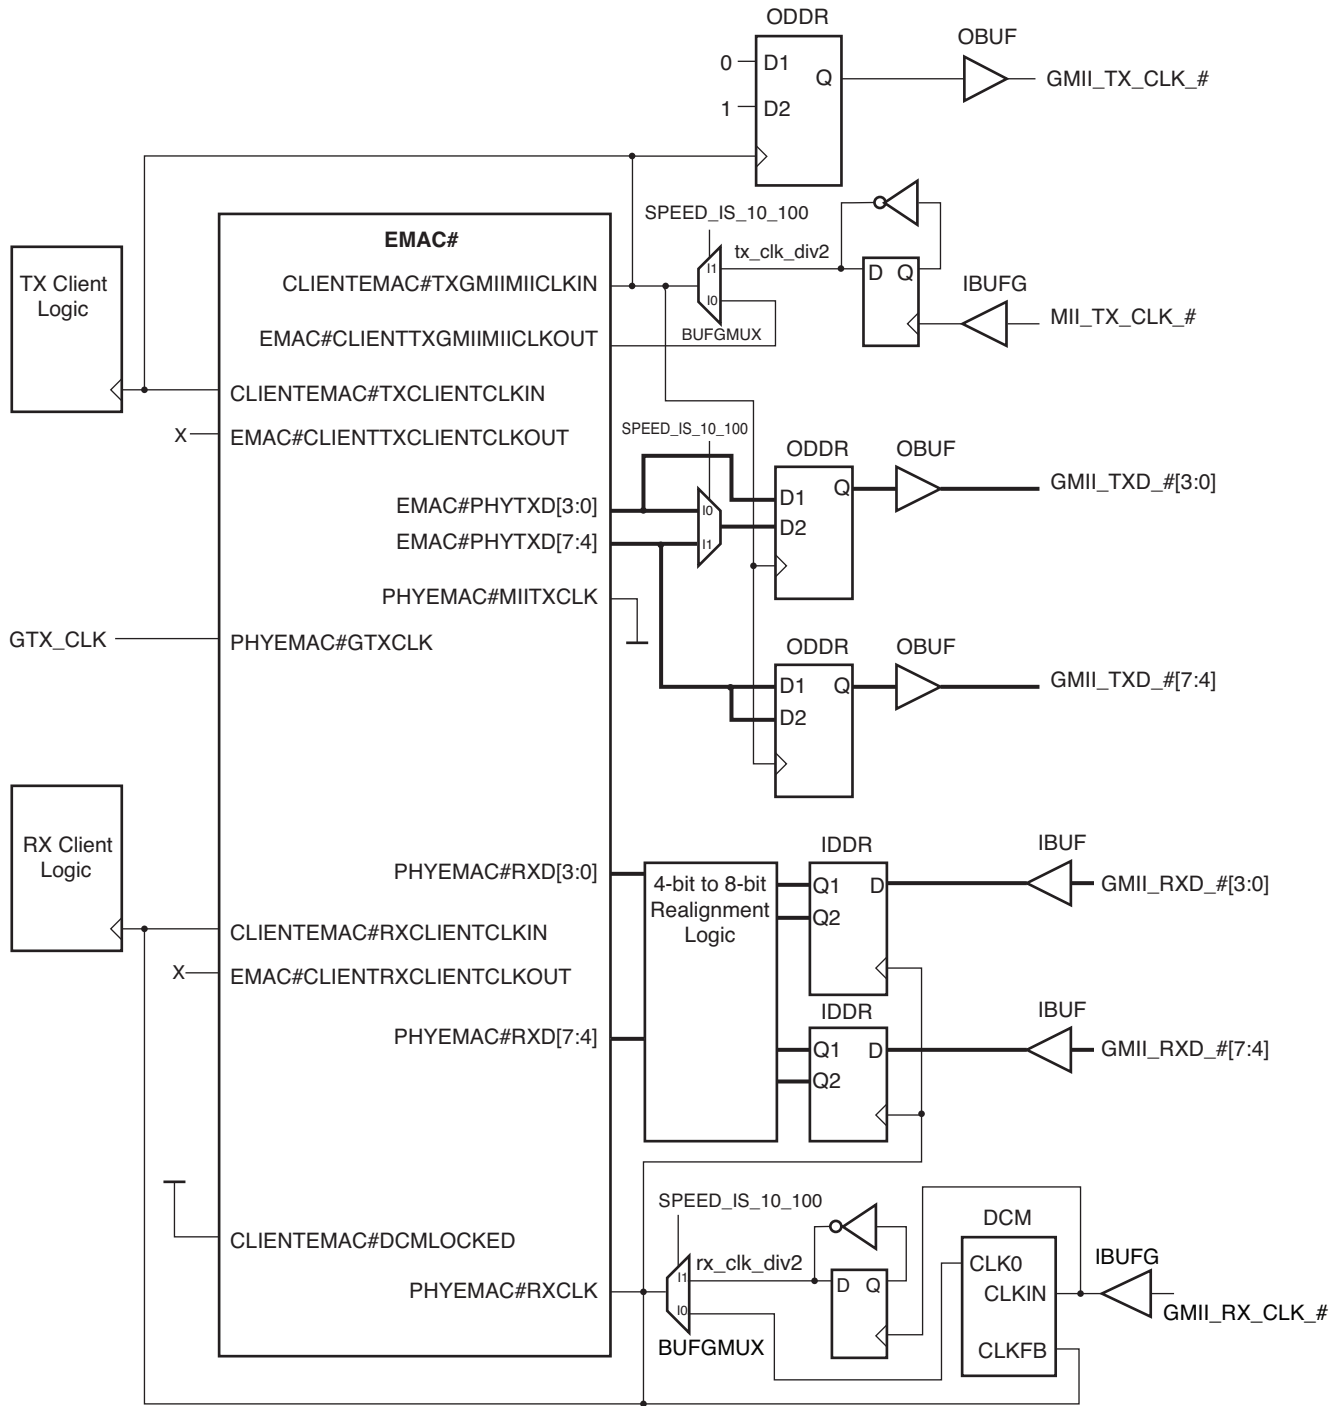 ODDR
OBUF
0
D1
Q
GMII_TX_CLK_#
1
D2
SPEED_IS_10_100
EMAC#
tx_clk_div2
I1
D
Q
IBUFG
TX Client
Logic
CLIENTEMAC#TXGMIIMIICLKIN
I0
MII_TX_CLK_#
EMAC#CLIENTTXGMIIMIICLKOUT
BUFGMUX
CLIENTEMAC#TXCLIENTCLKIN
X
EMAC#CLIENTTXCLIENTCLKOUT
SPEED_IS_10_100
ODDR
OBUF
EMAC#PHYTXD[3:0]
I0
D1
Q
GMII_TXD_#[3:0]
EMAC#PHYTXD[7:4]
I1
D2
PHYEMAC#MIITXCLK
GTX_CLK
PHYEMAC#GTXCLK
ODDR
OBUF
D1
Q
GMII_TXD_#[7:4]
D2
RX Client
Logic
IDDR
IBUF
PHYEMAC#RXD[3:0]
4-bit to 8-bit
Realignment
Logic
Q1
D
GMII_RXD_#[3:0]
Q2
CLIENTEMAC#RXCLIENTCLKIN
X
EMAC#CLIENTRXCLIENTCLKOUT
IDDR
IBUF
PHYEMAC#RXD[7:4]
Q1
D
GMII_RXD_#[7:4]
Q2
SPEED_IS_10_100
DCM
CLIENTEMAC#DCMLOCKED
rx_clk_div2
I1
D
Q
CLK0
IBUFG
PHYEMAC#RXCLK
CLKIN
I0
GMII_RX_CLK_#
BUFGMUX
CLKFB